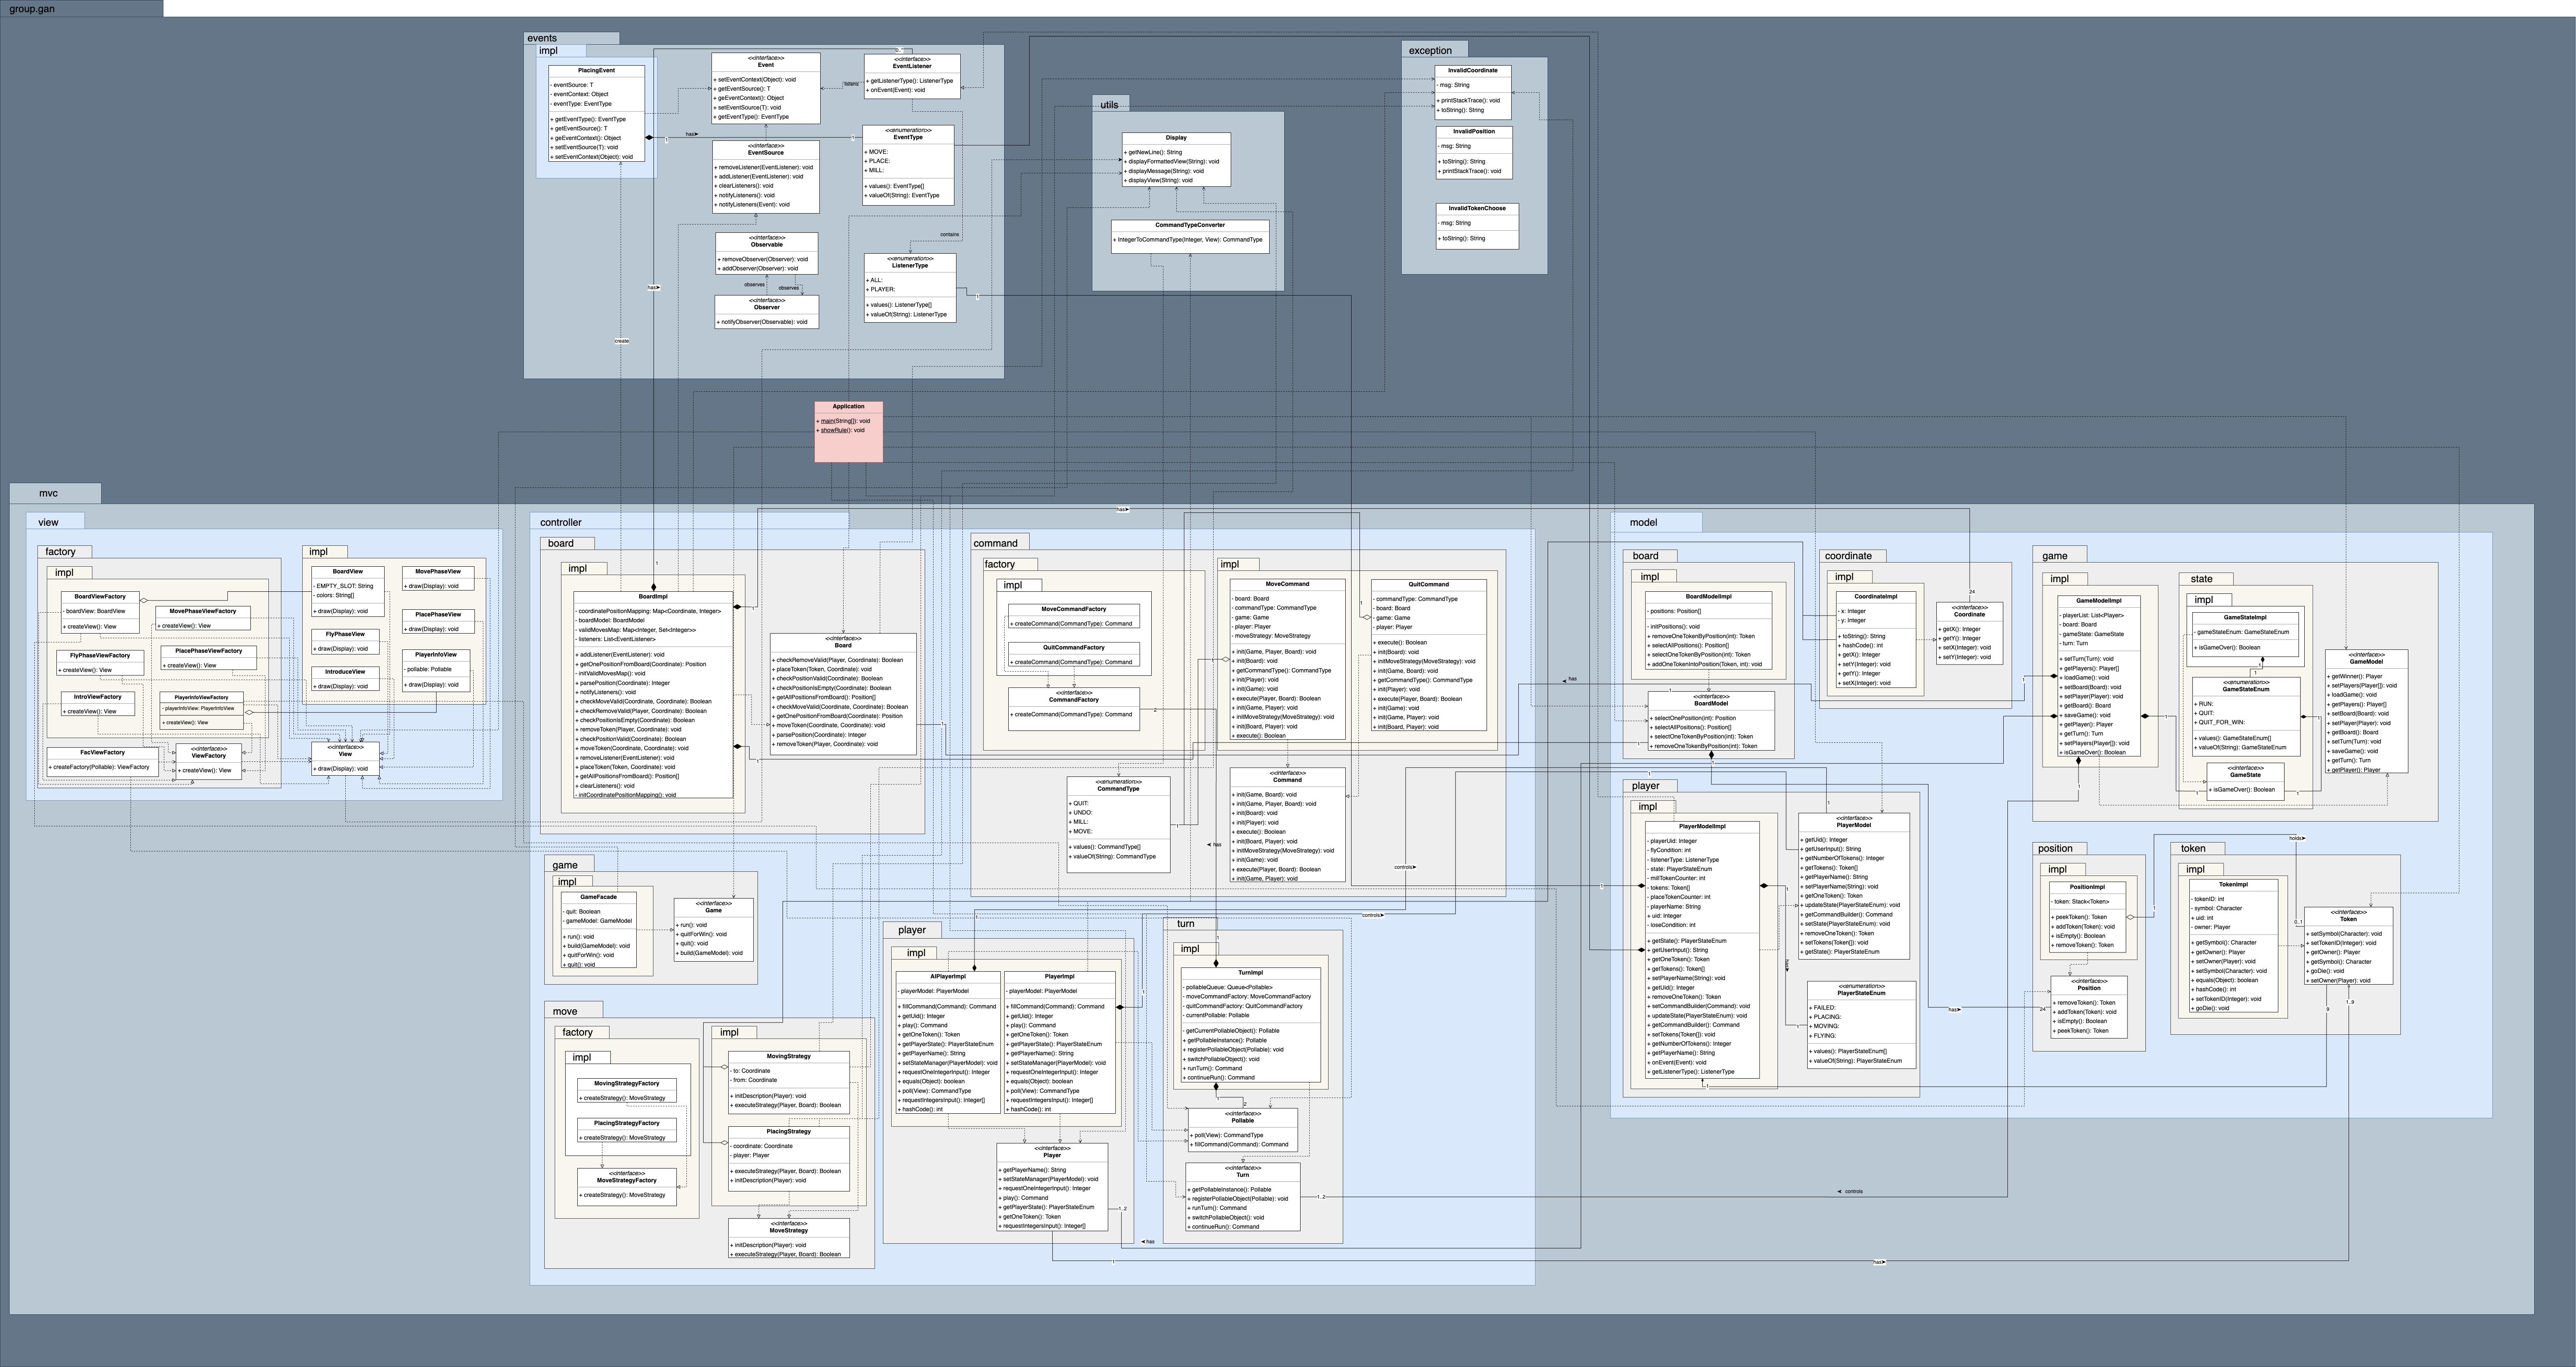 group.gan
events
impl
PlacingEvent
- eventSource: T
- eventContext: Object
- eventType: EventType
+ getEventType(): EventType
+ getEventSource(): T
+ geEventContext(): Object
+ setEventSource(T): void
+ setEventContext(Object): void
<<interface>>
Event
+ setEventContext(Object): void
+ getEventSource(): T
+ geEventContext(): Object
+ setEventSource(T): void
+ getEventType(): EventType
<<interface>>
EventListener
+ getListenerType(): ListenerType
+ onEvent(Event): void
listens
0..*
has
1
1
<<enumeration>>
EventType
+ MOVE:
+ PLACE:
+ MILL:
+ values(): EventType[]
+ valueOf(String): EventType
<<interface>>
EventSource
+ removeListener(EventListener): void
+ addListener(EventListener): void
+ clearListeners(): void
+ notifyListeners(): void
+ notifyListeners(Event): void
<<interface>>
Observable
+ removeObserver(Observer): void
+ addObserver(Observer): void
observes
observes
<<interface>>
Observer
+ notifyObserver(Observable): void
contains
<<enumeration>>
ListenerType
+ ALL:
+ PLAYER:
+ values(): ListenerType[]
+ valueOf(String): ListenerType
1
has
create
utils
Display
+ getNewLine(): String
+ displayFormattedView(String): void
+ displayMessage(String): void
+ displayView(String): void
CommandTypeConverter
+ IntegerToCommandType(Integer, View): CommandType
exception
InvalidCoordinate
- msg: String
+ printStackTrace(): void
+ toString(): String
InvalidPosition
- msg: String
+ toString(): String
+ printStackTrace(): void
InvalidTokenChoose
- msg: String
+ toString(): String
Application
+ main(String[]): void
+ showRule(): void
mvc
view
factory
impl
BoardViewFactory
- boardView: BoardView
+ createView(): View
MovePhaseViewFactory
+ createView(): View
FlyPhaseViewFactory
+ createView(): View
PlacePhaseViewFactory
+ createView(): View
IntroViewFactory
+ createView(): View
PlayerInfoViewFactory
- playerInfoView: PlayerInfoView
+ createView(): View
FacViewFactory
+ createFactory(Pollable): ViewFactory
<<interface>>
ViewFactory
+ createView(): View
impl
BoardView
- EMPTY_SLOT: String
- colors: String[]
+ draw(Display): void
MovePhaseView
+ draw(Display): void
PlacePhaseView
+ draw(Display): void
FlyPhaseView
+ draw(Display): void
PlayerInfoView
- pollable: Pollable
+ draw(Display): void
IntroduceView
+ draw(Display): void
<<interface>>
View
+ draw(Display): void
controller
board
impl
1
BoardImpl
- coordinatePositionMapping: Map<Coordinate, Integer>
- boardModel: BoardModel
- validMovesMap: Map<Integer, Set<Integer>>
- listeners: List<EventListener>
+ addListener(EventListener): void
+ getOnePositionFromBoard(Coordinate): Position
- initValidMovesMap(): void
+ parsePosition(Coordinate): Integer
+ notifyListeners(): void
+ checkMoveValid(Coordinate, Coordinate): Boolean
+ checkRemoveValid(Player, Coordinate): Boolean
+ checkPositionIsEmpty(Coordinate): Boolean
+ removeToken(Player, Coordinate): void
+ checkPositionValid(Coordinate): Boolean
+ moveToken(Coordinate, Coordinate): void
+ removeListener(EventListener): void
+ placeToken(Token, Coordinate): void
+ getAllPositionsFromBoard(): Position[]
+ clearListeners(): void
- initCoordinatePositionMapping(): void
1
1
<<interface>>
Board
+ checkRemoveValid(Player, Coordinate): Boolean
+ placeToken(Token, Coordinate): void
+ checkPositionValid(Coordinate): Boolean
+ checkPositionIsEmpty(Coordinate): Boolean
+ getAllPositionsFromBoard(): Position[]
+ checkMoveValid(Coordinate, Coordinate): Boolean
+ getOnePositionFromBoard(Coordinate): Position
+ moveToken(Coordinate, Coordinate): void
+ parsePosition(Coordinate): Integer
+ removeToken(Player, Coordinate): void
1
has
command
factory
impl
MoveCommandFactory
+ createCommand(CommandType): Command
QuitCommandFactory
+ createCommand(CommandType): Command
<<interface>>
CommandFactory
+ createCommand(CommandType): Command
2
impl
MoveCommand
- board: Board
- commandType: CommandType
- game: Game
- player: Player
- moveStrategy: MoveStrategy
+ init(Game, Player, Board): void
+ init(Board): void
+ getCommandType(): CommandType
+ init(Player): void
+ init(Game): void
+ execute(Player, Board): Boolean
+ init(Game, Player): void
+ initMoveStrategy(MoveStrategy): void
+ init(Board, Player): void
+ init(Game, Board): void
+ execute(): Boolean
QuitCommand
- commandType: CommandType
- board: Board
- game: Game
- player: Player
+ execute(): Boolean
+ init(Board): void
+ initMoveStrategy(MoveStrategy): void
+ init(Game, Board): void
+ getCommandType(): CommandType
+ init(Player): void
+ execute(Player, Board): Boolean
+ init(Game): void
+ init(Game, Player): void
+ init(Board, Player): void
<<enumeration>>
CommandType
+ QUIT:
+ UNDO:
+ MILL:
+ MOVE:
+ values(): CommandType[]
+ valueOf(String): CommandType
1
<<interface>>
Command
+ init(Game, Board): void
+ init(Game, Player, Board): void
+ init(Board): void
+ init(Player): void
+ execute(): Boolean
+ init(Board, Player): void
+ initMoveStrategy(MoveStrategy): void
+ init(Game): void
+ execute(Player, Board): Boolean
+ init(Game, Player): void
has
controls
controls
game
impl
GameFacade
- quit: Boolean
- gameModel: GameModel
+ run(): void
+ build(GameModel): void
+ quitForWin(): void
+ quit(): void
<<interface>>
Game
+ run(): void
+ quitForWin(): void
+ quit(): void
+ build(GameModel): void
move
factory
impl
MovingStrategyFactory
+ createStrategy(): MoveStrategy
PlacingStrategyFactory
+ createStrategy(): MoveStrategy
<<interface>>
MoveStrategyFactory
+ createStrategy(): MoveStrategy
impl
MovingStrategy
- to: Coordinate
- from: Coordinate
+ initDescription(Player): void
+ executeStrategy(Player, Board): Boolean
PlacingStrategy
- coordinate: Coordinate
- player: Player
+ executeStrategy(Player, Board): Boolean
+ initDescription(Player): void
<<interface>>
MoveStrategy
+ initDescription(Player): void
+ executeStrategy(Player, Board): Boolean
player
impl
AIPlayerImpl
- playerModel: PlayerModel
+ fillCommand(Command): Command
+ getUid(): Integer
+ play(): Command
+ getOneToken(): Token
+ getPlayerState(): PlayerStateEnum
+ getPlayerName(): String
+ setStateManager(PlayerModel): void
+ requestOneIntegerInput(): Integer
+ equals(Object): boolean
+ poll(View): CommandType
+ requestIntegersInput(): Integer[]
+ hashCode(): int
PlayerImpl
- playerModel: PlayerModel
+ fillCommand(Command): Command
+ getUid(): Integer
+ play(): Command
+ getOneToken(): Token
+ getPlayerState(): PlayerStateEnum
+ getPlayerName(): String
+ setStateManager(PlayerModel): void
+ requestOneIntegerInput(): Integer
+ equals(Object): boolean
+ poll(View): CommandType
+ requestIntegersInput(): Integer[]
+ hashCode(): int
<<interface>>
Player
+ getPlayerName(): String
+ setStateManager(PlayerModel): void
+ requestOneIntegerInput(): Integer
+ play(): Command
+ getPlayerState(): PlayerStateEnum
+ getOneToken(): Token
+ requestIntegersInput(): Integer[]
1..2
has
1
has
turn
impl
TurnImpl
- pollableQueue: Queue<Pollable>
- moveCommandFactory: MoveCommandFactory
- quitCommandFactory: QuitCommandFactory
- currentPollable: Pollable
- getCurrentPollableObject(): Pollable
+ getPollableInstance(): Pollable
+ registerPollableObject(Pollable): void
+ switchPollableObject(): void
+ runTurn(): Command
+ continueRun(): Command
1
2
<<interface>>
Pollable
+ poll(View): CommandType
+ fillCommand(Command): Command
<<interface>>
Turn
+ getPollableInstance(): Pollable
+ registerPollableObject(Pollable): void
+ runTurn(): Command
+ switchPollableObject(): void
+ continueRun(): Command
1..2
controls
has
model
board
impl
BoardModelImpl
- positions: Position[]
- initPositions(): void
+ removeOneTokenByPosition(int): Token
+ selectAllPositions(): Position[]
+ selectOneTokenByPosition(int): Token
+ addOneTokenIntoPosition(Token, int): void
<<interface>>
BoardModel
+ selectOnePosition(int): Position
+ selectAllPositions(): Position[]
+ selectOneTokenByPosition(int): Token
+ removeOneTokenByPosition(int): Token
coordinate
impl
CoordinateImpl
- x: Integer
- y: Integer
+ toString(): String
+ hashCode(): int
+ getX(): Integer
+ setY(Integer): void
+ getY(): Integer
+ setX(Integer): void
24
<<interface>>
Coordinate
+ getX(): Integer
+ getY(): Integer
+ setX(Integer): void
+ setY(Integer): void
game
impl
GameModelImpl
- playerList: List<Player>
- board: Board
- gameState: GameState
- turn: Turn
+ setTurn(Turn): void
+ getPlayers(): Player[]
+ loadGame(): void
+ setBoard(Board): void
+ setPlayer(Player): void
+ getBoard(): Board
+ saveGame(): void
+ getPlayer(): Player
+ getTurn(): Turn
+ setPlayers(Player[]): void
+ isGameOver(): Boolean
state
impl
GameStateImpl
- gameStateEnum: GameStateEnum
+ isGameOver(): Boolean
1
<<enumeration>>
GameStateEnum
+ RUN:
+ QUIT:
+ QUIT_FOR_WIN:
+ values(): GameStateEnum[]
+ valueOf(String): GameStateEnum
<<interface>>
GameState
+ isGameOver(): Boolean
<<interface>>
GameModel
+ getWinner(): Player
+ setPlayers(Player[]): void
+ loadGame(): void
+ getPlayers(): Player[]
+ setBoard(Board): void
+ setPlayer(Player): void
+ getBoard(): Board
+ setTurn(Turn): void
+ saveGame(): void
+ getTurn(): Turn
+ getPlayer(): Player
player
impl
PlayerModelImpl
- playerUid: Integer
- flyCondition: int
- listenerType: ListenerType
- state: PlayerStateEnum
- millTokenCounter: int
- tokens: Token[]
- placeTokenCounter: int
- playerName: String
+ uid: Integer
- loseCondition: int
+ getState(): PlayerStateEnum
+ getUserInput(): String
+ getOneToken(): Token
+ getTokens(): Token[]
+ setPlayerName(String): void
+ getUid(): Integer
+ removeOneToken(): Token
+ setCommandBuilder(Command): void
+ updateState(PlayerStateEnum): void
+ getCommandBuilder(): Command
+ setTokens(Token[]): void
+ getNumberOfTokens(): Integer
+ getPlayerName(): String
+ onEvent(Event): void
+ getListenerType(): ListenerType
<<interface>>
PlayerModel
+ getUid(): Integer
+ getUserInput(): String
+ getNumberOfTokens(): Integer
+ getTokens(): Token[]
+ getPlayerName(): String
+ setPlayerName(String): void
+ getOneToken(): Token
+ updateState(PlayerStateEnum): void
+ getCommandBuilder(): Command
+ setState(PlayerStateEnum): void
+ removeOneToken(): Token
+ setTokens(Token[]): void
+ getState(): PlayerStateEnum
has
<<enumeration>>
PlayerStateEnum
+ FAILED:
+ PLACING:
+ MOVING:
+ FLYING:
+ values(): PlayerStateEnum[]
+ valueOf(String): PlayerStateEnum
has
position
impl
PositionImpl
- token: Stack<Token>
+ peekToken(): Token
+ addToken(Token): void
+ isEmpty(): Boolean
+ removeToken(): Token
24
<<interface>>
Position
+ removeToken(): Token
+ addToken(Token): void
+ isEmpty(): Boolean
+ peekToken(): Token
holds
token
impl
TokenImpl
- tokenID: int
- symbol: Character
+ uid: int
- owner: Player
+ getSymbol(): Character
+ getOwner(): Player
+ setOwner(Player): void
+ setSymbol(Character): void
+ equals(Object): boolean
+ hashCode(): int
+ setTokenID(Integer): void
+ goDie(): void
0..1
<<interface>>
Token
+ setSymbol(Character): void
+ setTokenID(Integer): void
+ getOwner(): Player
+ getSymbol(): Character
+ goDie(): void
+ setOwner(Player): void
1..9
9